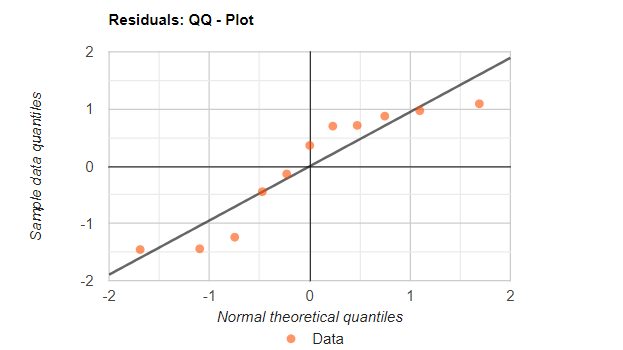 Residuals: QQ - Plot
2
1
0
-1
-2
Sample data quantiles
-2 -1 0 1 2
Normal theoretical quantiles
Data